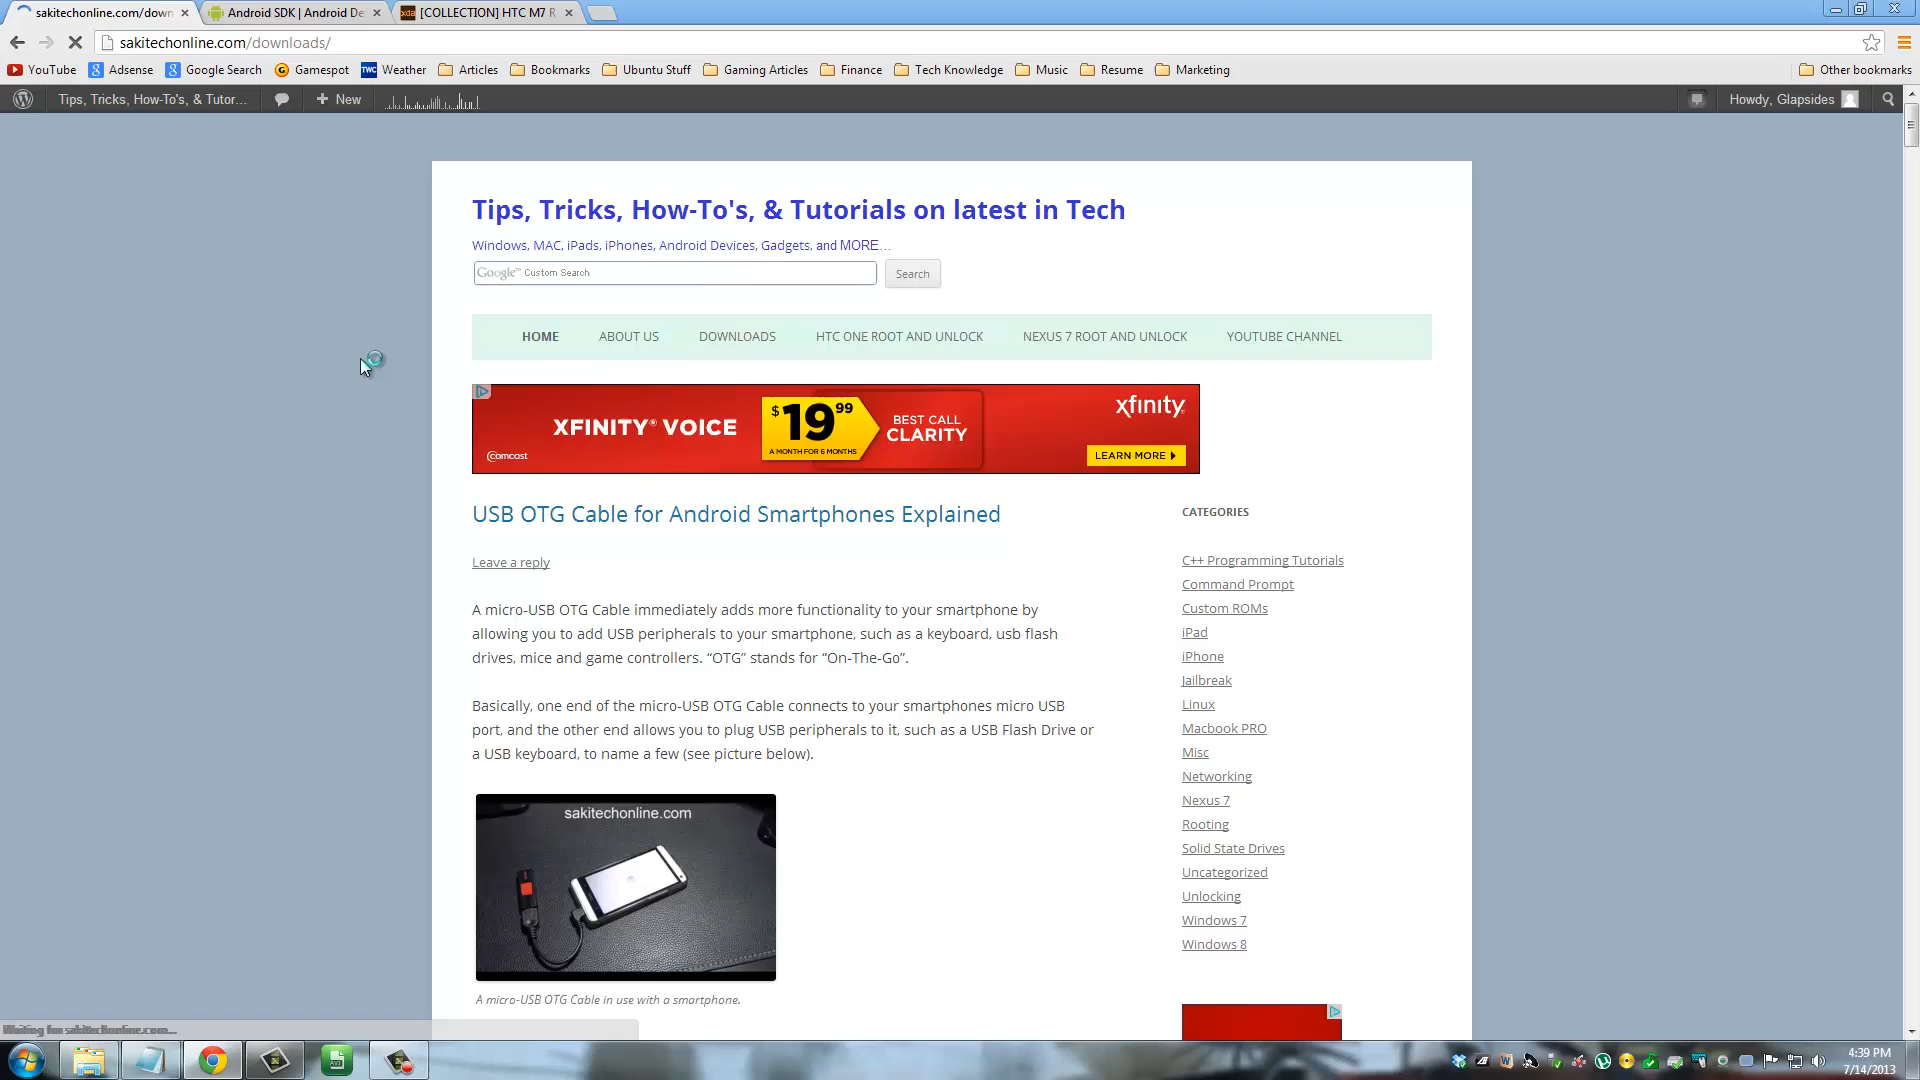 sakitechonline.com/down
Android SDK | Android De
[COLLECTION] HTC M7 R
sakitechonline.com/downloads/
YouTube
Adsense
Google Search
Gamespot
Weather
Articles
Bookmarks
Ubuntu Stuff
Gaming Articles
Finance
Tech Knowledge
Music
Resume
Marketing
Other bookmarks
Tips, Tricks, How-To's, & Tutor...
New
Howdy, Glapsides
Tips, Tricks, How-To's, & Tutorials on latest in Tech
Windows, MAC, iPads, iPhones, Android Devices, Gadgets, and MORE…
Google™ Custom Search
Search
HOME
ABOUT US
DOWNLOADS
HTC ONE ROOT AND UNLOCK
NEXUS 7 ROOT AND UNLOCK
YOUTUBE CHANNEL
XFINITY® VOICE
$19.99
A MONTH FOR 6 MONTHS
BEST CALL
CLARITY
xfinity
Comcast
LEARN MORE
USB OTG Cable for Android Smartphones Explained
Leave a reply
A micro-USB OTG Cable immediately adds more functionality to your smartphone by
allowing you to add USB peripherals to your smartphone, such as a keyboard, usb flash
drives, mice and game controllers. “OTG” stands for “On-The-Go”.
Basically, one end of the micro-USB OTG Cable connects to your smartphones micro USB
port, and the other end allows you to plug USB peripherals to it, such as a USB Flash Drive or
a USB keyboard, to name a few (see picture below).
sakitechonline.com
A micro-USB OTG Cable in use with a smartphone.
CATEGORIES
C++ Programming Tutorials
Command Prompt
Custom ROMs
iPad
iPhone
Jailbreak
Linux
Macbook PRO
Misc
Networking
Nexus 7
Rooting
Solid State Drives
Uncategorized
Unlocking
Windows 7
Windows 8
Waiting for sakitechonline.com...
4:39 PM
7/14/2013